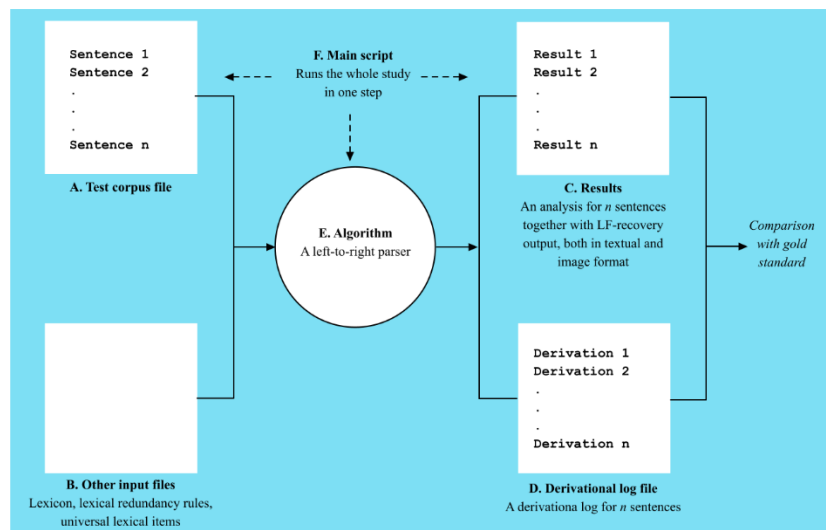 Sentence 1
Sentence 2
.
.
.
Sentence n
A. Test corpus file
F. Main script
Runs the whole study
in one step
Result 1
Result 2
.
.
.
Result n
C. Results
An analysis for n sentences
together with LF-recovery
output, both in textual and
image format
E. Algorithm
A left-to-right parser
Comparison
with gold
standard
B. Other input files
Lexicon, lexical redundancy rules,
universal lexical items
Derivation 1
Derivation 2
.
.
.
Derivation n
D. Derivational log file
A derivationa log for n sentences